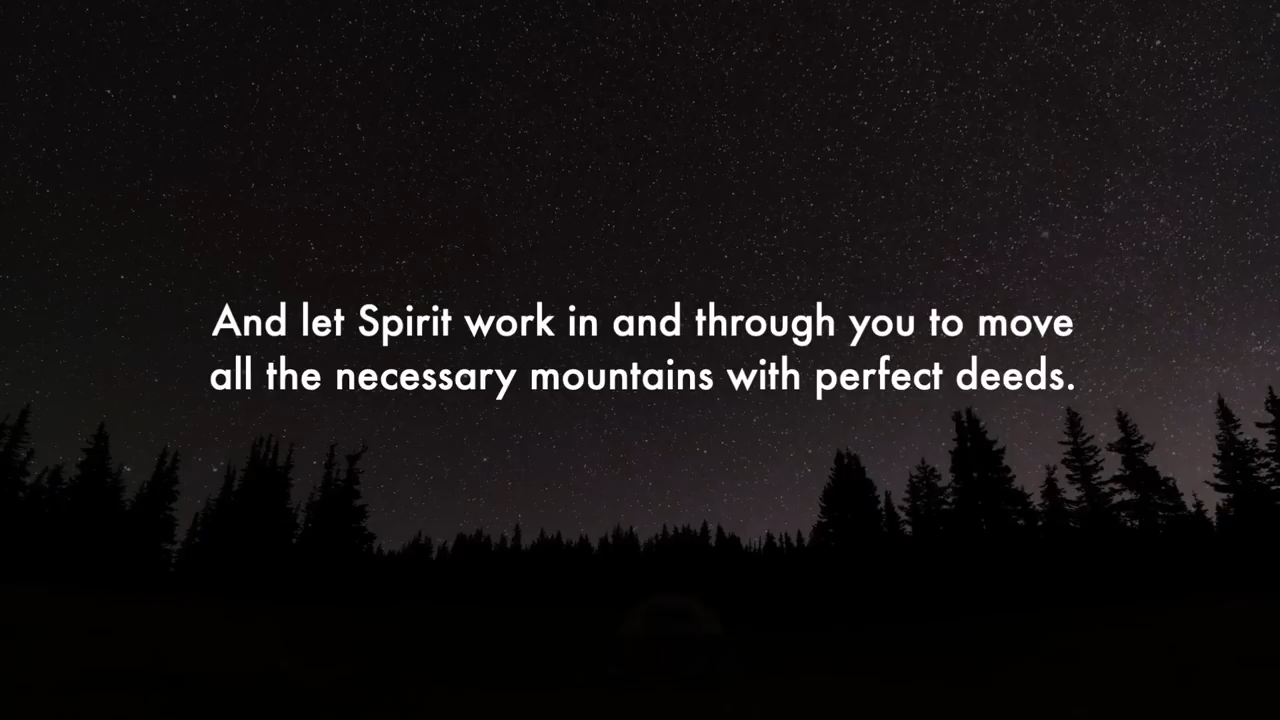 And let Spirit work in and through you to move
all the necessary mountains with perfect deeds.